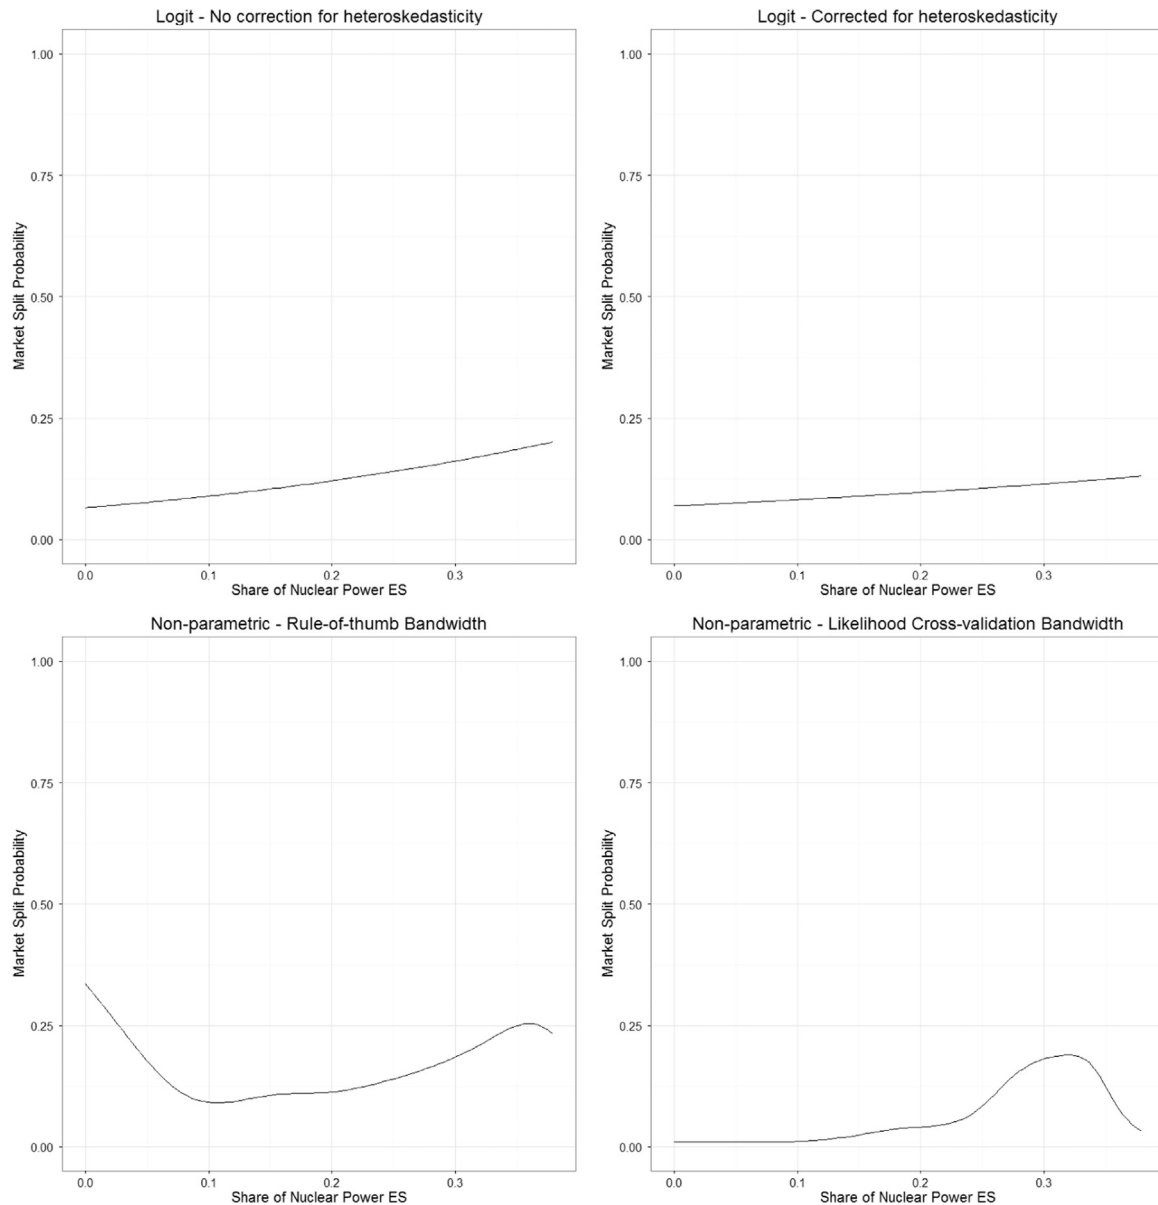 Logit - No correction for heteroskedasticity
Market Split Probability
1.00
0.75
0.50
0.25
0.00
0.0 0.1 0.2 0.3
Share of Nuclear Power ES
Logit - Corrected for heteroskedasticity
Market Split Probability
1.00
0.75
0.50
0.25
0.00
0.0 0.1 0.2 0.3
Share of Nuclear Power ES
Non-parametric - Rule-of-thumb Bandwidth
Market Split Probability
1.00
0.75
0.50
0.25
0.00
0.0 0.1 0.2 0.3
Share of Nuclear Power ES
Non-parametric - Likelihood Cross-validation Bandwidth
Market Split Probability
1.00
0.75
0.50
0.25
0.00
0.0 0.1 0.2 0.3
Share of Nuclear Power ES